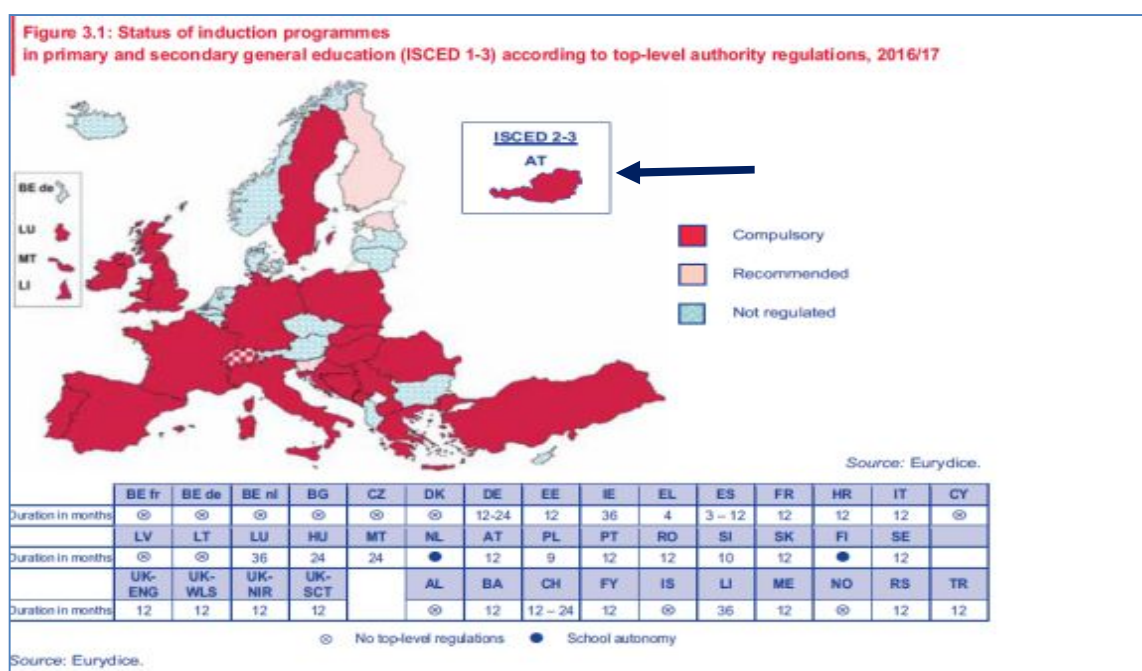 Figure 3.1: Status of induction programmes
in primary and secondary general education (ISCED 1-3) according to top-level authority regulations, 2016/17
ISCED 2-3
AT
BE de
LU
MT
LI
Compulsory
Recommended
Not regulated
Source: Eurydice.
BE fr BE de BE nl BG CZ DK DE EE IE EL ES FR HR IT CY
Duration in months ⊗ ⊗ ⊗ ⊗ ⊗ ⊗ 12-24 12 36 4 3 – 12 12 12 12 ⊗
LV LT LU HU MT NL AT PL PT RO SI SK FI SE
Duration in months ⊗ ⊗ 36 24 24 ● 12 9 12 12 10 12 ● 12
UK-ENG UK-WLS UK-NIR UK-SCT AL BA CH FY IS LI ME NO RS TR
Duration in months 12 12 12 12 ⊗ 12 12 – 24 12 ⊗ 36 12 ⊗ 12 12
⊗ No top-level regulations ● School autonomy
Source: Eurydice.